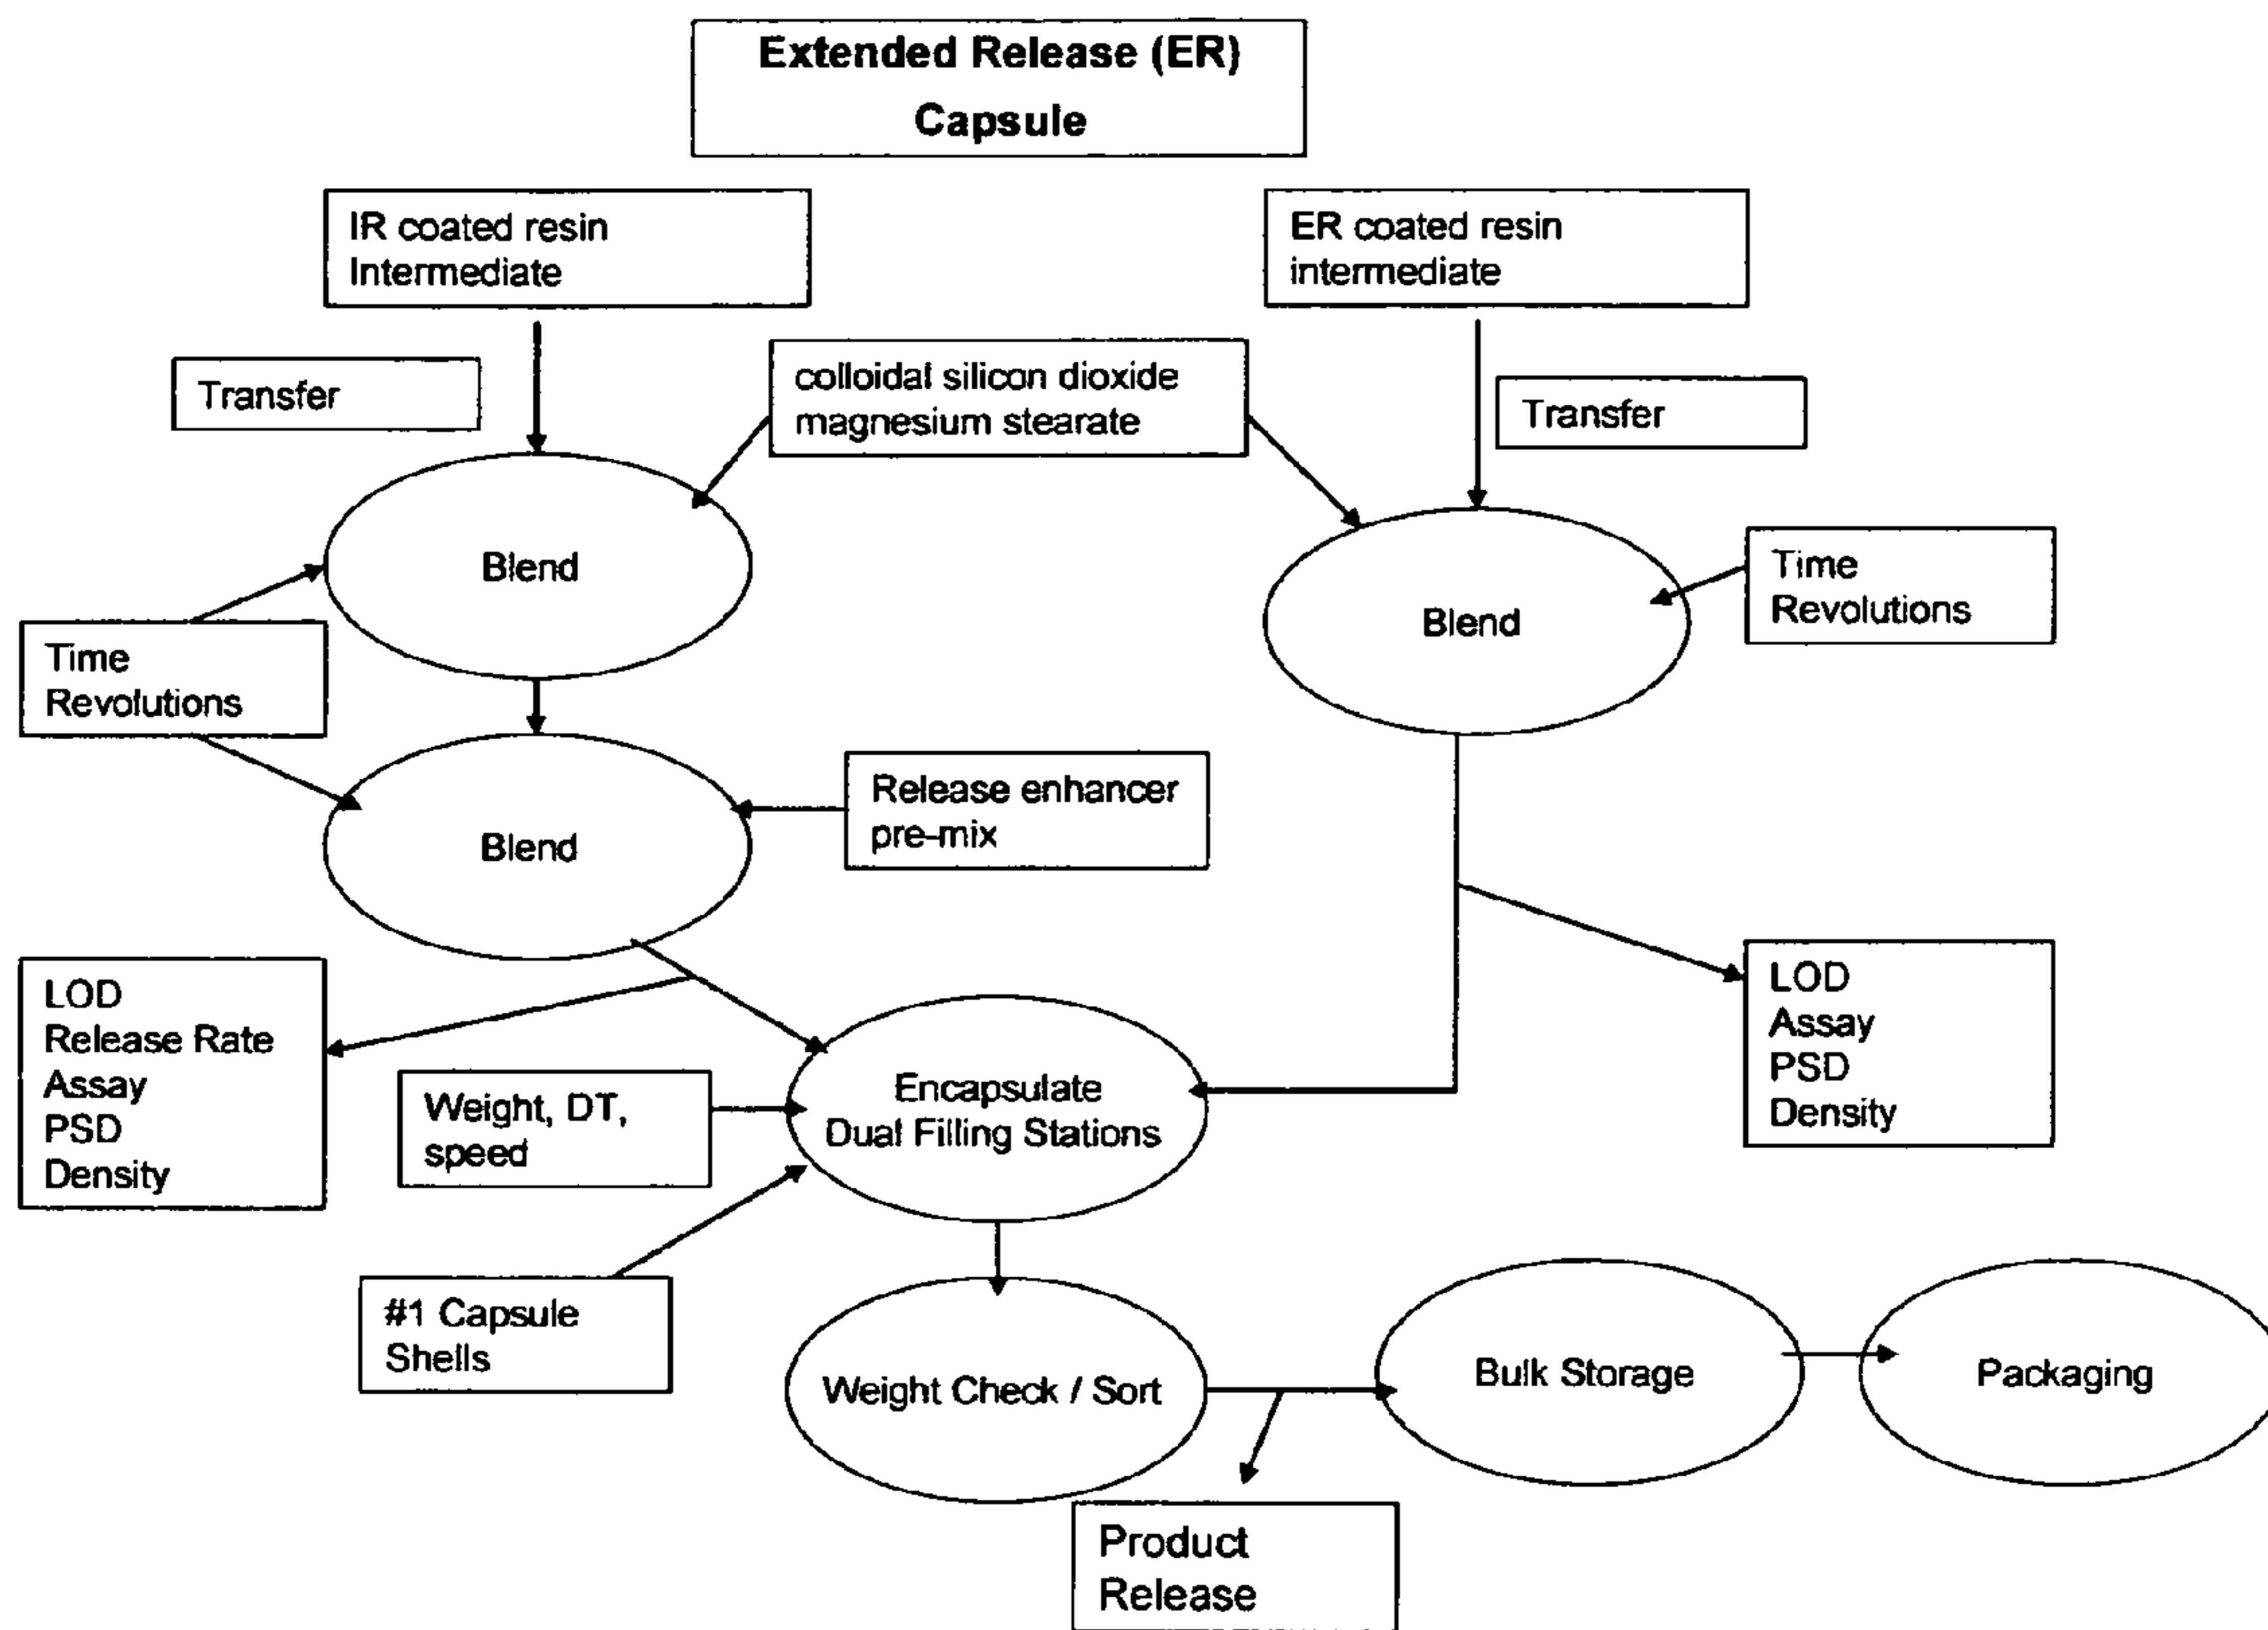 Extended Release (ER)
Capsule
IR coated resin
Intermediate
ER coated resin
intermediate
Transfer
colloidal silicon dioxide
magnesium stearate
Transfer
Blend
Time
Revolutions
Blend
Time
Revolutions
Blend
Release enhancer
pre-mix
LOD
Release Rate
Assay
PSD
Density
LOD
Assay
PSD
Density
Weight, DT,
speed
Encapsulate
Dual Filling Stations
#1 Capsule
Shells
Weight Check / Sort
Bulk Storage
Packaging
Product
Release